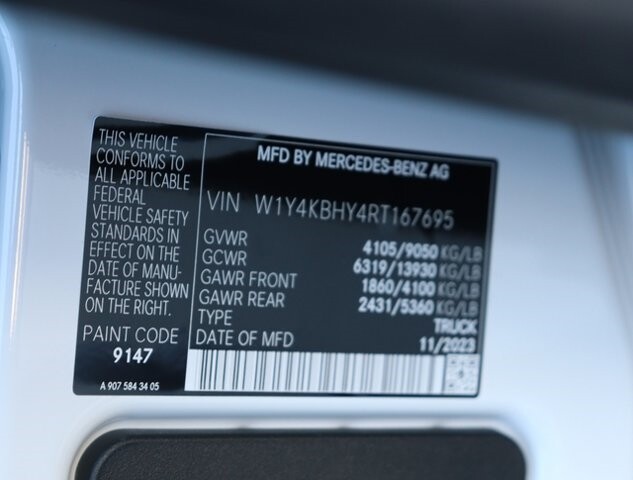 THIS VEHICLE
CONFORMS TO
ALL APPLICABLE
FEDERAL
VEHICLE SAFETY
STANDARDS IN
EFFECT ON THE
DATE OF MANU-
FACTURE SHOWN
ON THE RIGHT.
PAINT CODE
9147
A 907 584 34 05
MFD BY MERCEDES-BENZ AG
VIN W1Y4KBHY4RT167695
GVWR 4105/9050 KG/LB
GCWR 6319/13930 KG/LB
GAWR FRONT 1860/4100 KG/LB
GAWR REAR 2431/5360 KG/LB
TYPE TRUCK
DATE OF MFD 11/2023